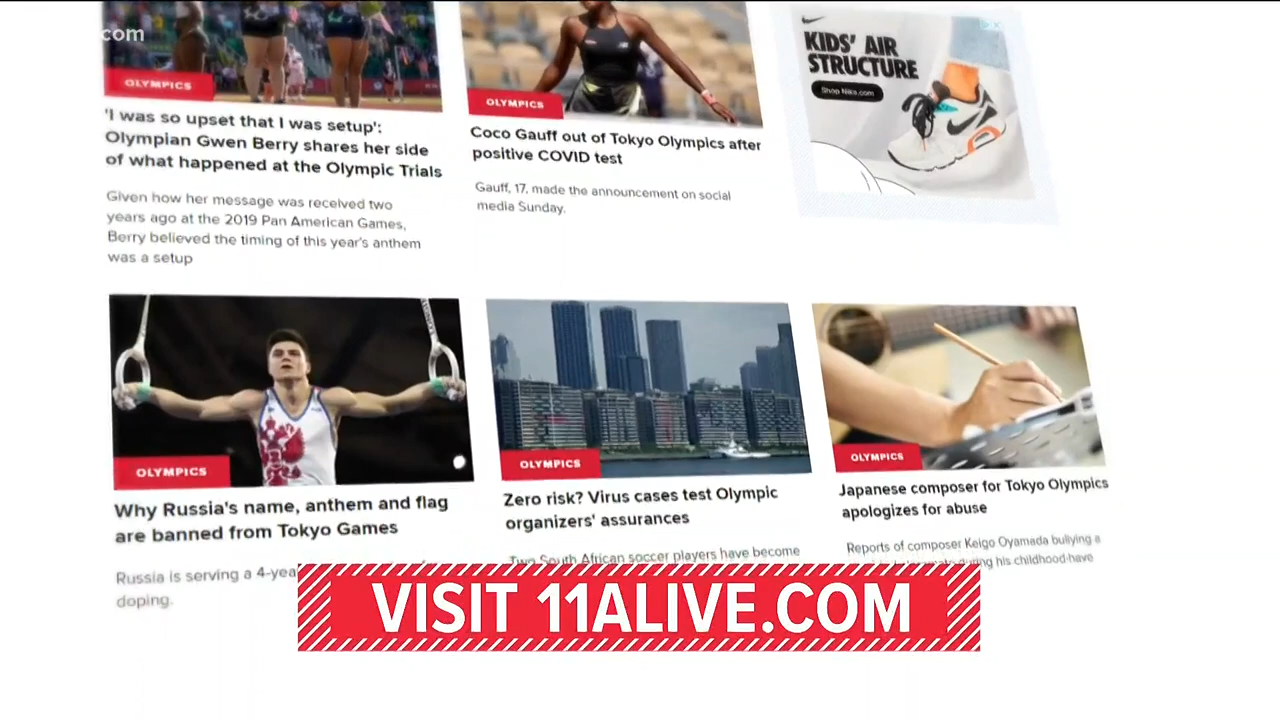 com
OLYMPICS
'I was so upset that I was setup':
Olympian Gwen Berry shares her side
of what happened at the Olympic Trials
Given how her message was received two
years ago at the 2019 Pan American Games,
Berry believed the timing of this year's anthem
was a setup
OLYMPICS
Coco Gauff out of Tokyo Olympics after
positive COVID test
Gauff, 17, made the announcement on social
media Sunday.
KIDS' AIR
STRUCTURE
Shop Nike.com
OLYMPICS
Why Russia's name, anthem and flag
are banned from Tokyo Games
Russia is serving a 4-yea
doping.
OLYMPICS
Zero risk? Virus cases test Olympic
organizers' assurances
Two South African soccer players have become
OLYMPICS
Japanese composer for Tokyo Olympics
apologizes for abuse
Reports of composer Keigo Oyamada bullying a
during his childhood have
VISIT 11ALIVE.COM